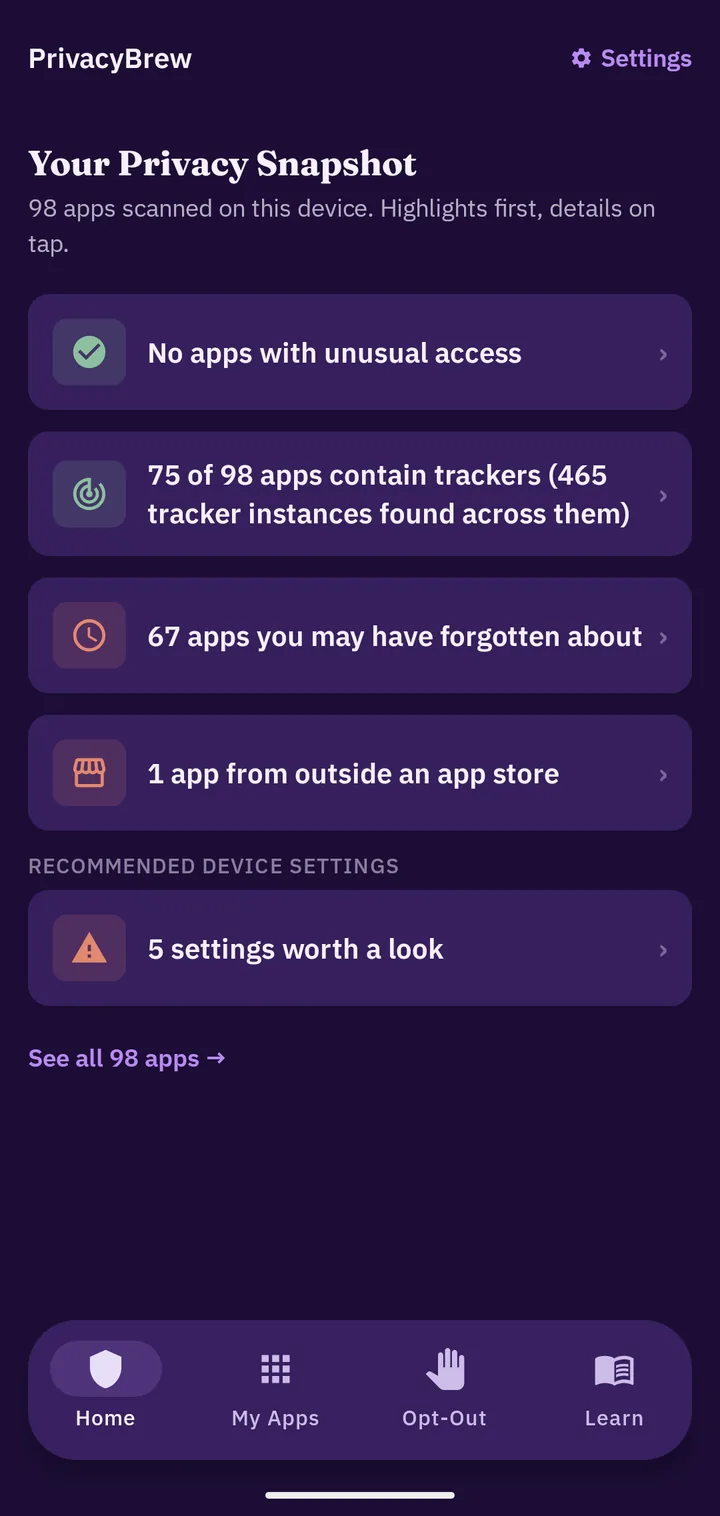 PrivacyBrew
Settings
Your Privacy Snapshot
98 apps scanned on this device. Highlights first, details on
tap.
No apps with unusual access
75 of 98 apps contain trackers (465
tracker instances found across them)
67 apps you may have forgotten about
1 app from outside an app store
RECOMMENDED DEVICE SETTINGS
5 settings worth a look
See all 98 apps →
Home
My Apps
Opt-Out
Learn